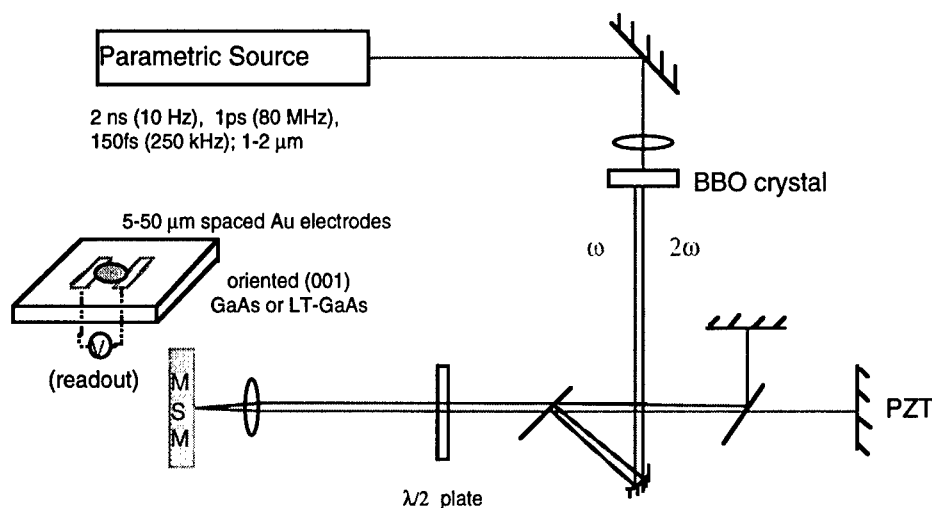 Parametric Source
2 ns (10 Hz), 1ps (80 MHz),
150fs (250 kHz); 1-2 μm
BBO crystal
5-50 μm spaced Au electrodes
ω 2ω
oriented (001)
GaAs or LT-GaAs
V
(readout)
M
S
M
PZT
λ/2 plate